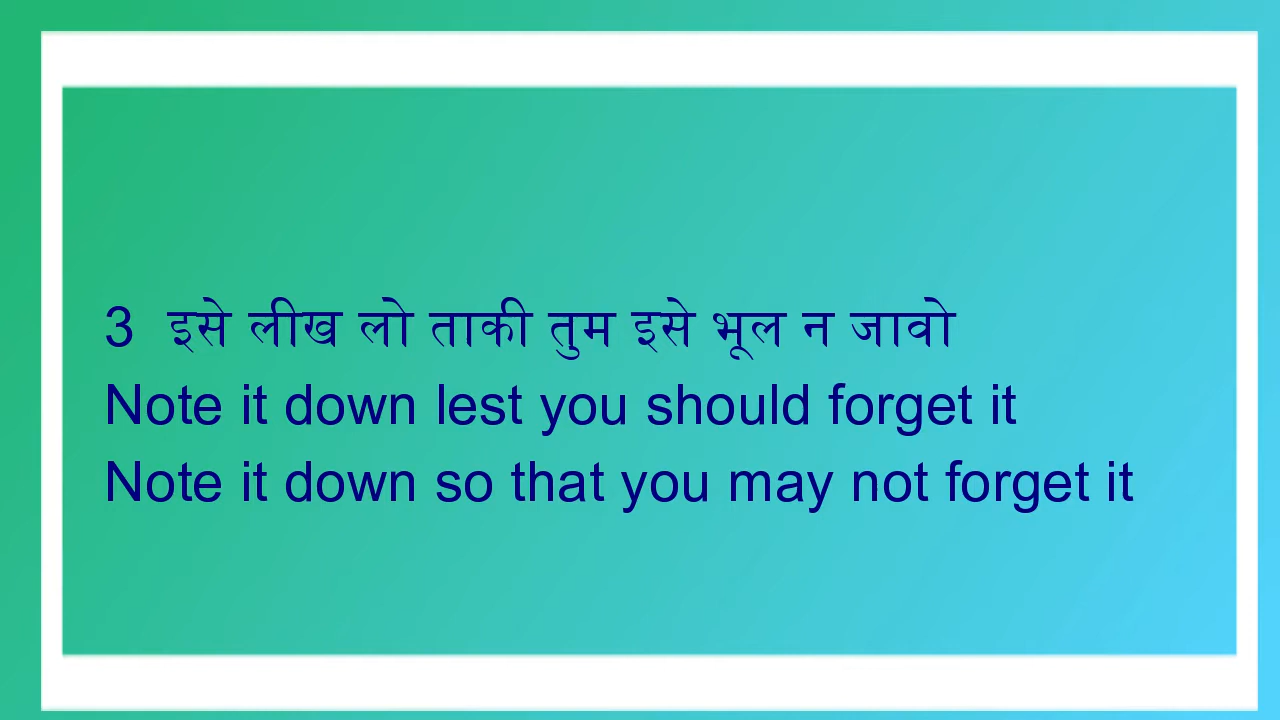 3 इसे लीख लो ताकी तुम इसे भूल न जावो
Note it down lest you should forget it
Note it down so that you may not forget it